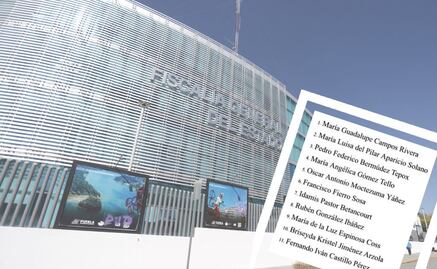 FISCALÍA GENERAL
DEL ESTADO
1. María Guadalupe Campos Rivera
2. María Luisa del Pilar Aparicio Solano
3. Pedro Federico Bermúdez Tepox
4. María Angélica Gómez Tello
5. Oscar Antonio Moctezuma Yáñez
6. Francisco Fierro Sosa
7. Idamis Pastor Betancourt
8. Rubén González Ibáñez
9. María de la Luz Espinosa Coss
10. Briseyda Kristel Jiménez Arzola
11. Fernando Iván Castillo Pérez
PUEBLA